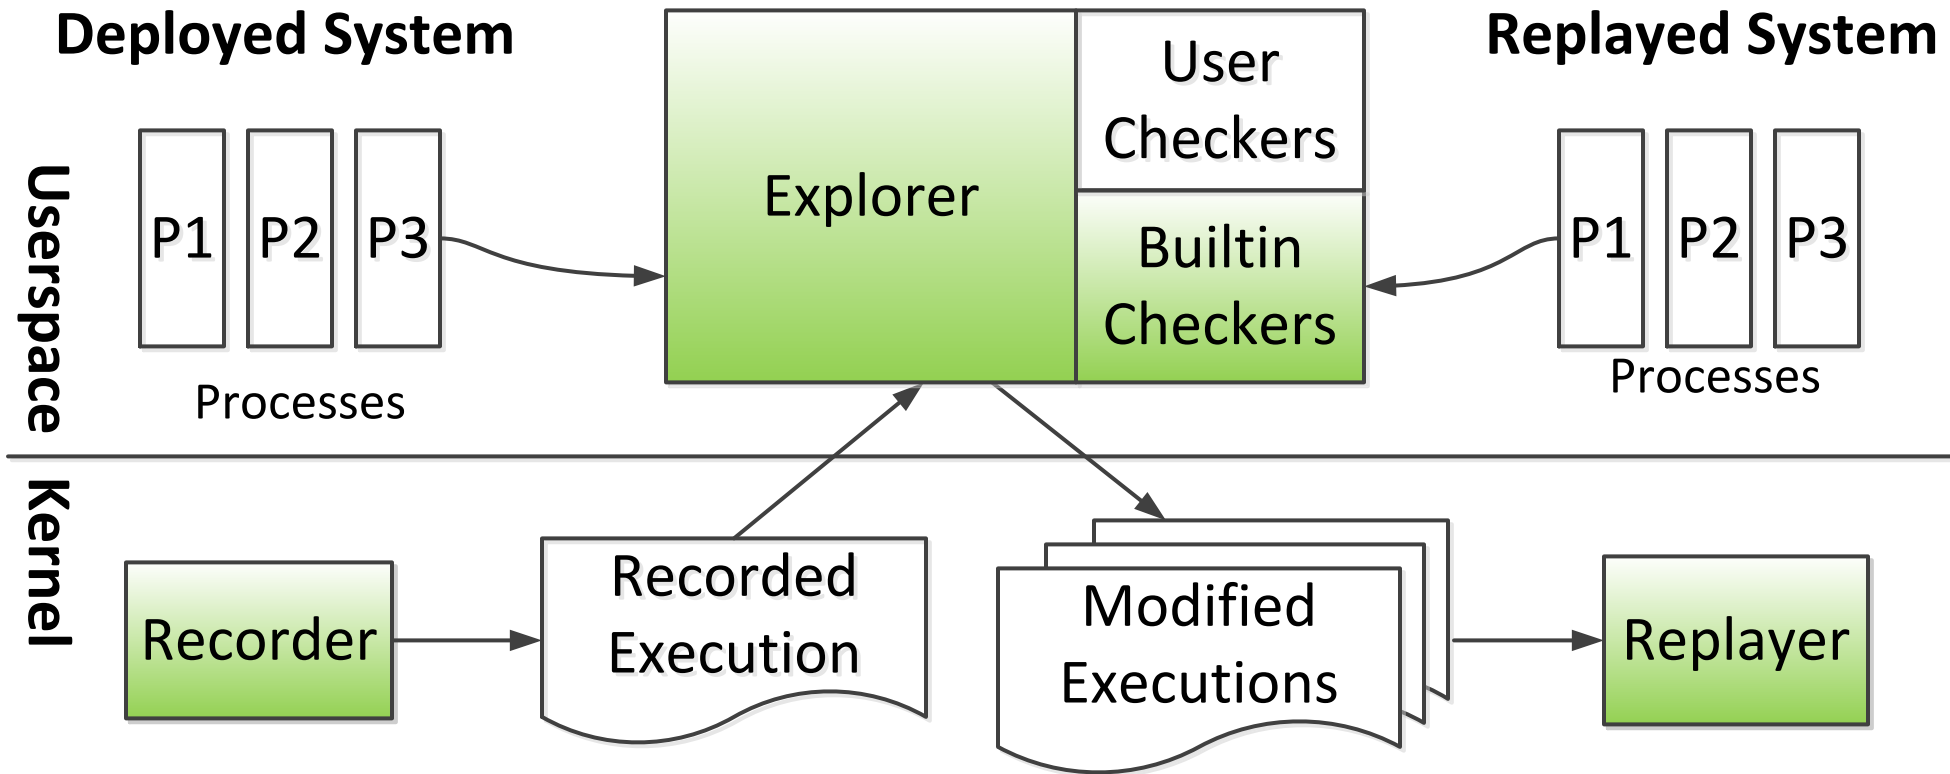 Deployed System
Replayed System
Userspace
P1
P2
P3
Processes
Explorer
User
Checkers
Builtin
Checkers
P1
P2
P3
Processes
Kernel
Recorder
Recorded
Execution
Modified
Executions
Replayer